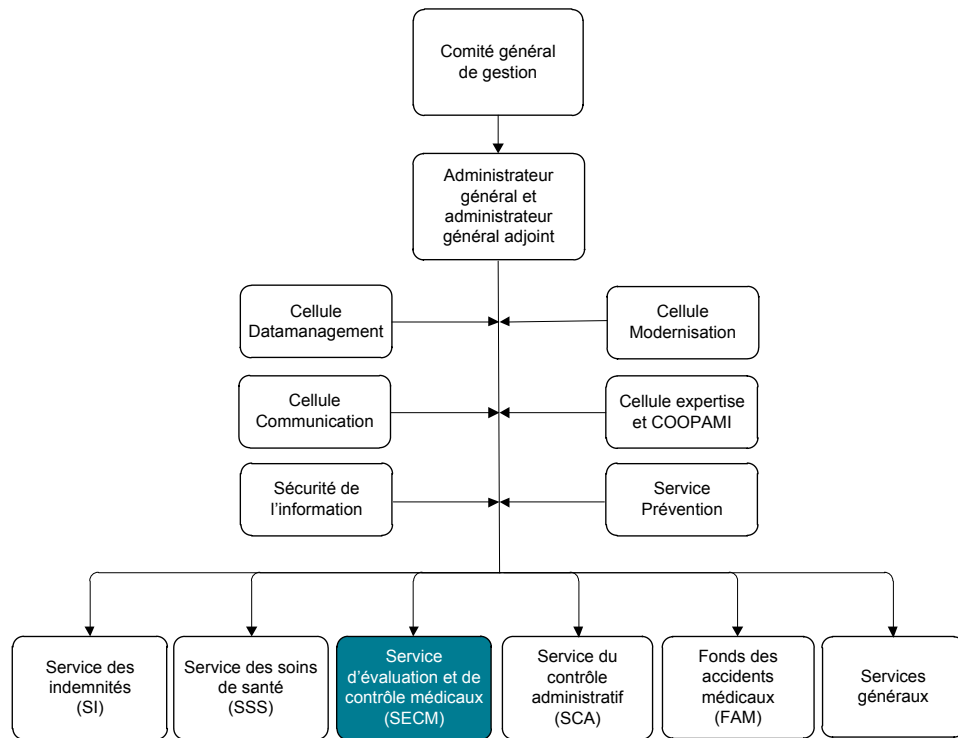 Comité général
de gestion
Administrateur
général et
administrateur
général adjoint
Cellule
Datamanagement
Cellule
Modernisation
Cellule
Communication
Cellule expertise
et COOPAMI
Sécurité de
l’information
Service
Prévention
Service des
indemnités
(SI)
Service des soins
de santé
(SSS)
Service
d’évaluation et de
contrôle médicaux
(SECM)
Service du
contrôle
administratif
(SCA)
Fonds des
accidents
médicaux
(FAM)
Services
généraux